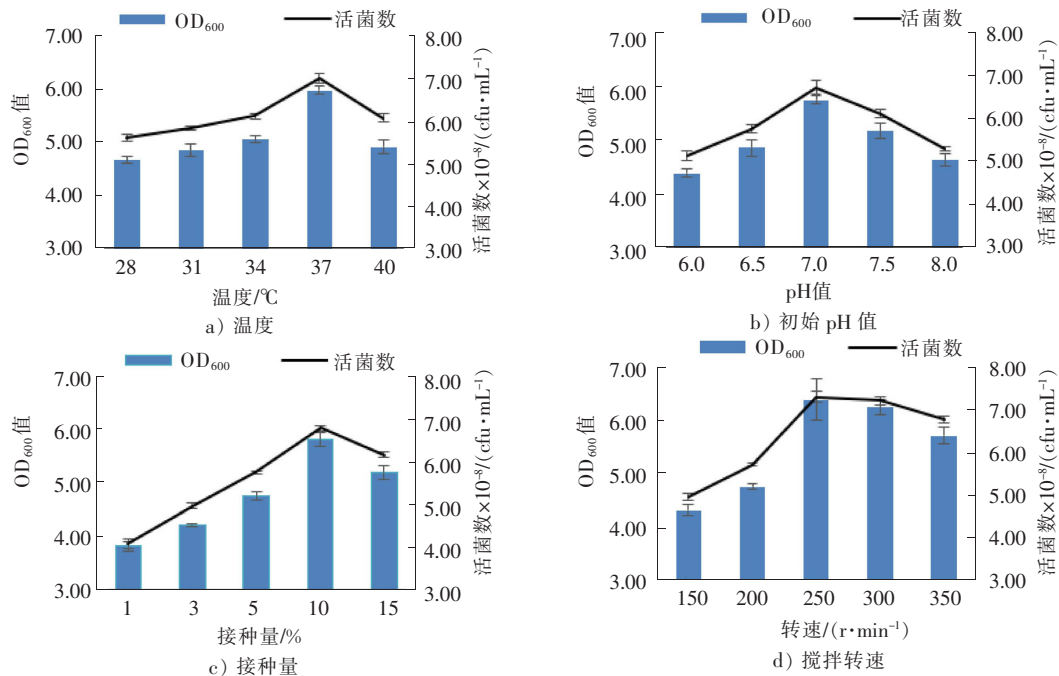 OD₆₀₀ 活菌数
7.00 8.00
6.00 7.00
5.00 6.00
4.00 5.00
3.00 4.00
3.00
OD₆₀₀值
活菌数×10⁻⁸/(cfu·mL⁻¹)
28 31 34 37 40
温度/℃
a) 温度
OD₆₀₀ 活菌数
7.00 8.00
6.00 7.00
5.00 6.00
4.00 5.00
3.00 4.00
3.00
OD₆₀₀值
活菌数×10⁻⁸/(cfu·mL⁻¹)
6.0 6.5 7.0 7.5 8.0
pH值
b) 初始 pH 值
OD₆₀₀ 活菌数
7.00 8.00
6.00 7.00
5.00 6.00
4.00 5.00
3.00 4.00
3.00
OD₆₀₀值
活菌数×10⁻⁸/(cfu·mL⁻¹)
1 3 5 10 15
接种量/%
c) 接种量
OD₆₀₀ 活菌数
7.00 8.00
6.00 7.00
5.00 6.00
4.00 5.00
3.00 4.00
3.00
OD₆₀₀值
活菌数×10⁻⁸/(cfu·mL⁻¹)
150 200 250 300 350
转速/(r·min⁻¹)
d) 搅拌转速